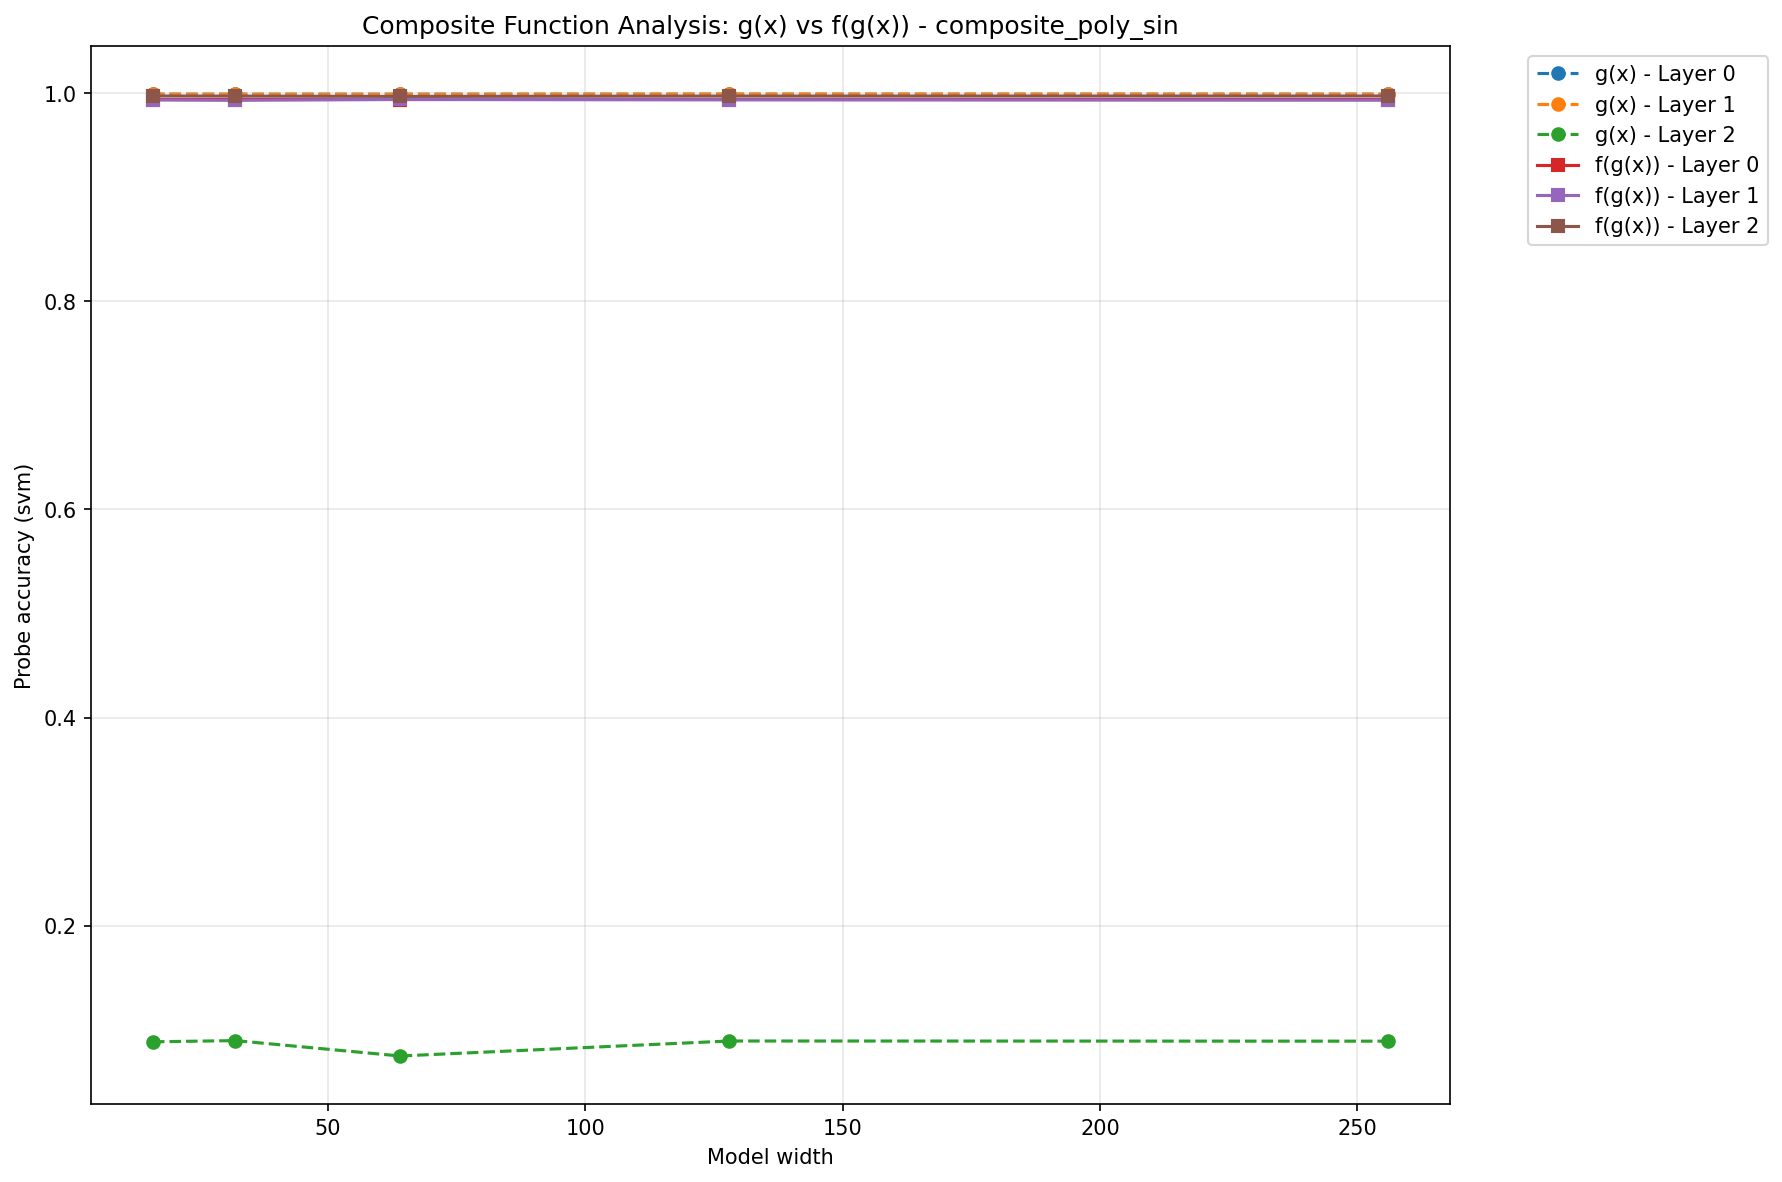 Composite Function Analysis: g(x) vs f(g(x)) - composite_poly_sin
g(x) - Layer 0
g(x) - Layer 1
g(x) - Layer 2
f(g(x)) - Layer 0
f(g(x)) - Layer 1
f(g(x)) - Layer 2
Probe accuracy (svm)
1.0
0.8
0.6
0.4
0.2
50
100
150
200
250
Model width